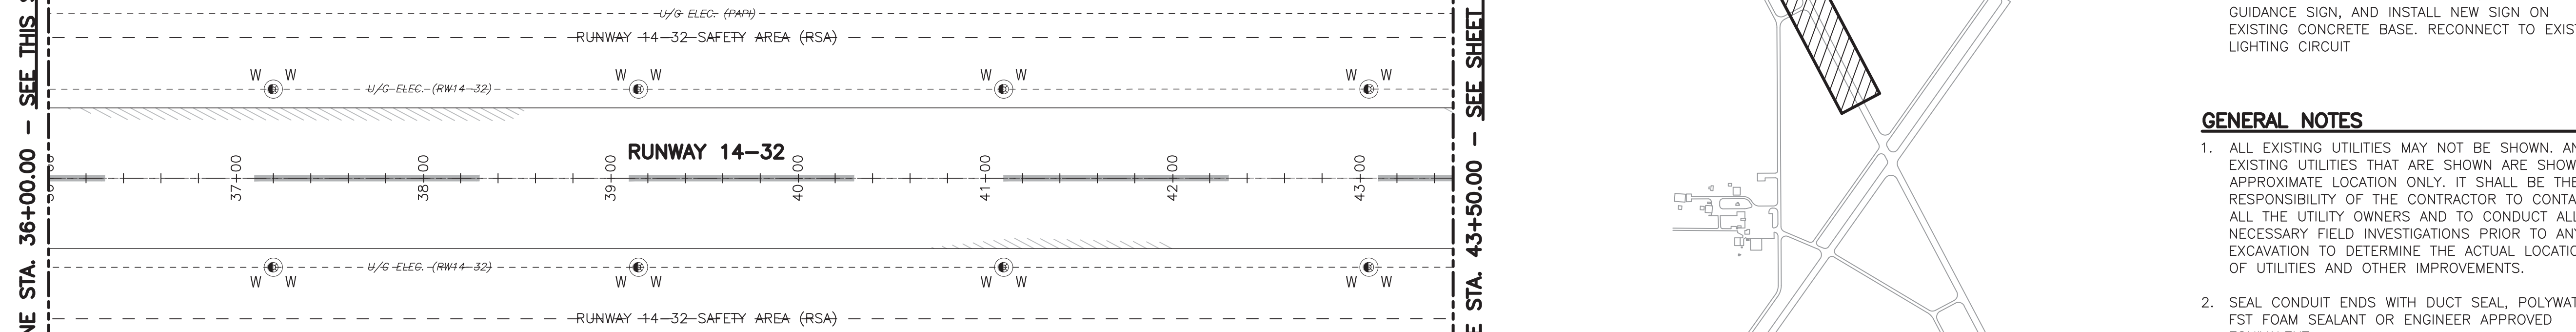 NE STA. 36+00.00 - SEE THIS
U/G ELEC. (PAPI)
RUNWAY 14-32 SAFETY AREA (RSA)
W W W W W W W W
U/G ELEC. (RW14-32)
RUNWAY 14-32
37+00 38+00 39+00 40+00 41+00 42+00 43+00
U/G ELEC. (RW14-32)
W W W W W W W W
RUNWAY 14-32 SAFETY AREA (RSA)
E STA. 43+50.00 - SEE SHEET
GUIDANCE SIGN, AND INSTALL NEW SIGN ON
EXISTING CONCRETE BASE. RECONNECT TO
LIGHTING CIRCUIT
GENERAL NOTES
1. ALL EXISTING UTILITIES MAY NOT BE SHOWN.
EXISTING UTILITIES THAT ARE SHOWN ARE
APPROXIMATE LOCATION ONLY. IT SHALL BE THE
RESPONSIBILITY OF THE CONTRACTOR TO
ALL THE UTILITY OWNERS AND TO CONDUCT ALL
NECESSARY FIELD INVESTIGATIONS PRIOR TO ANY
EXCAVATION TO DETERMINE THE ACTUAL
OF UTILITIES AND OTHER IMPROVEMENTS.
2. SEAL CONDUIT ENDS WITH DUCT SEAL,
FST FOAM SEALANT OR ENGINEER APPROVED